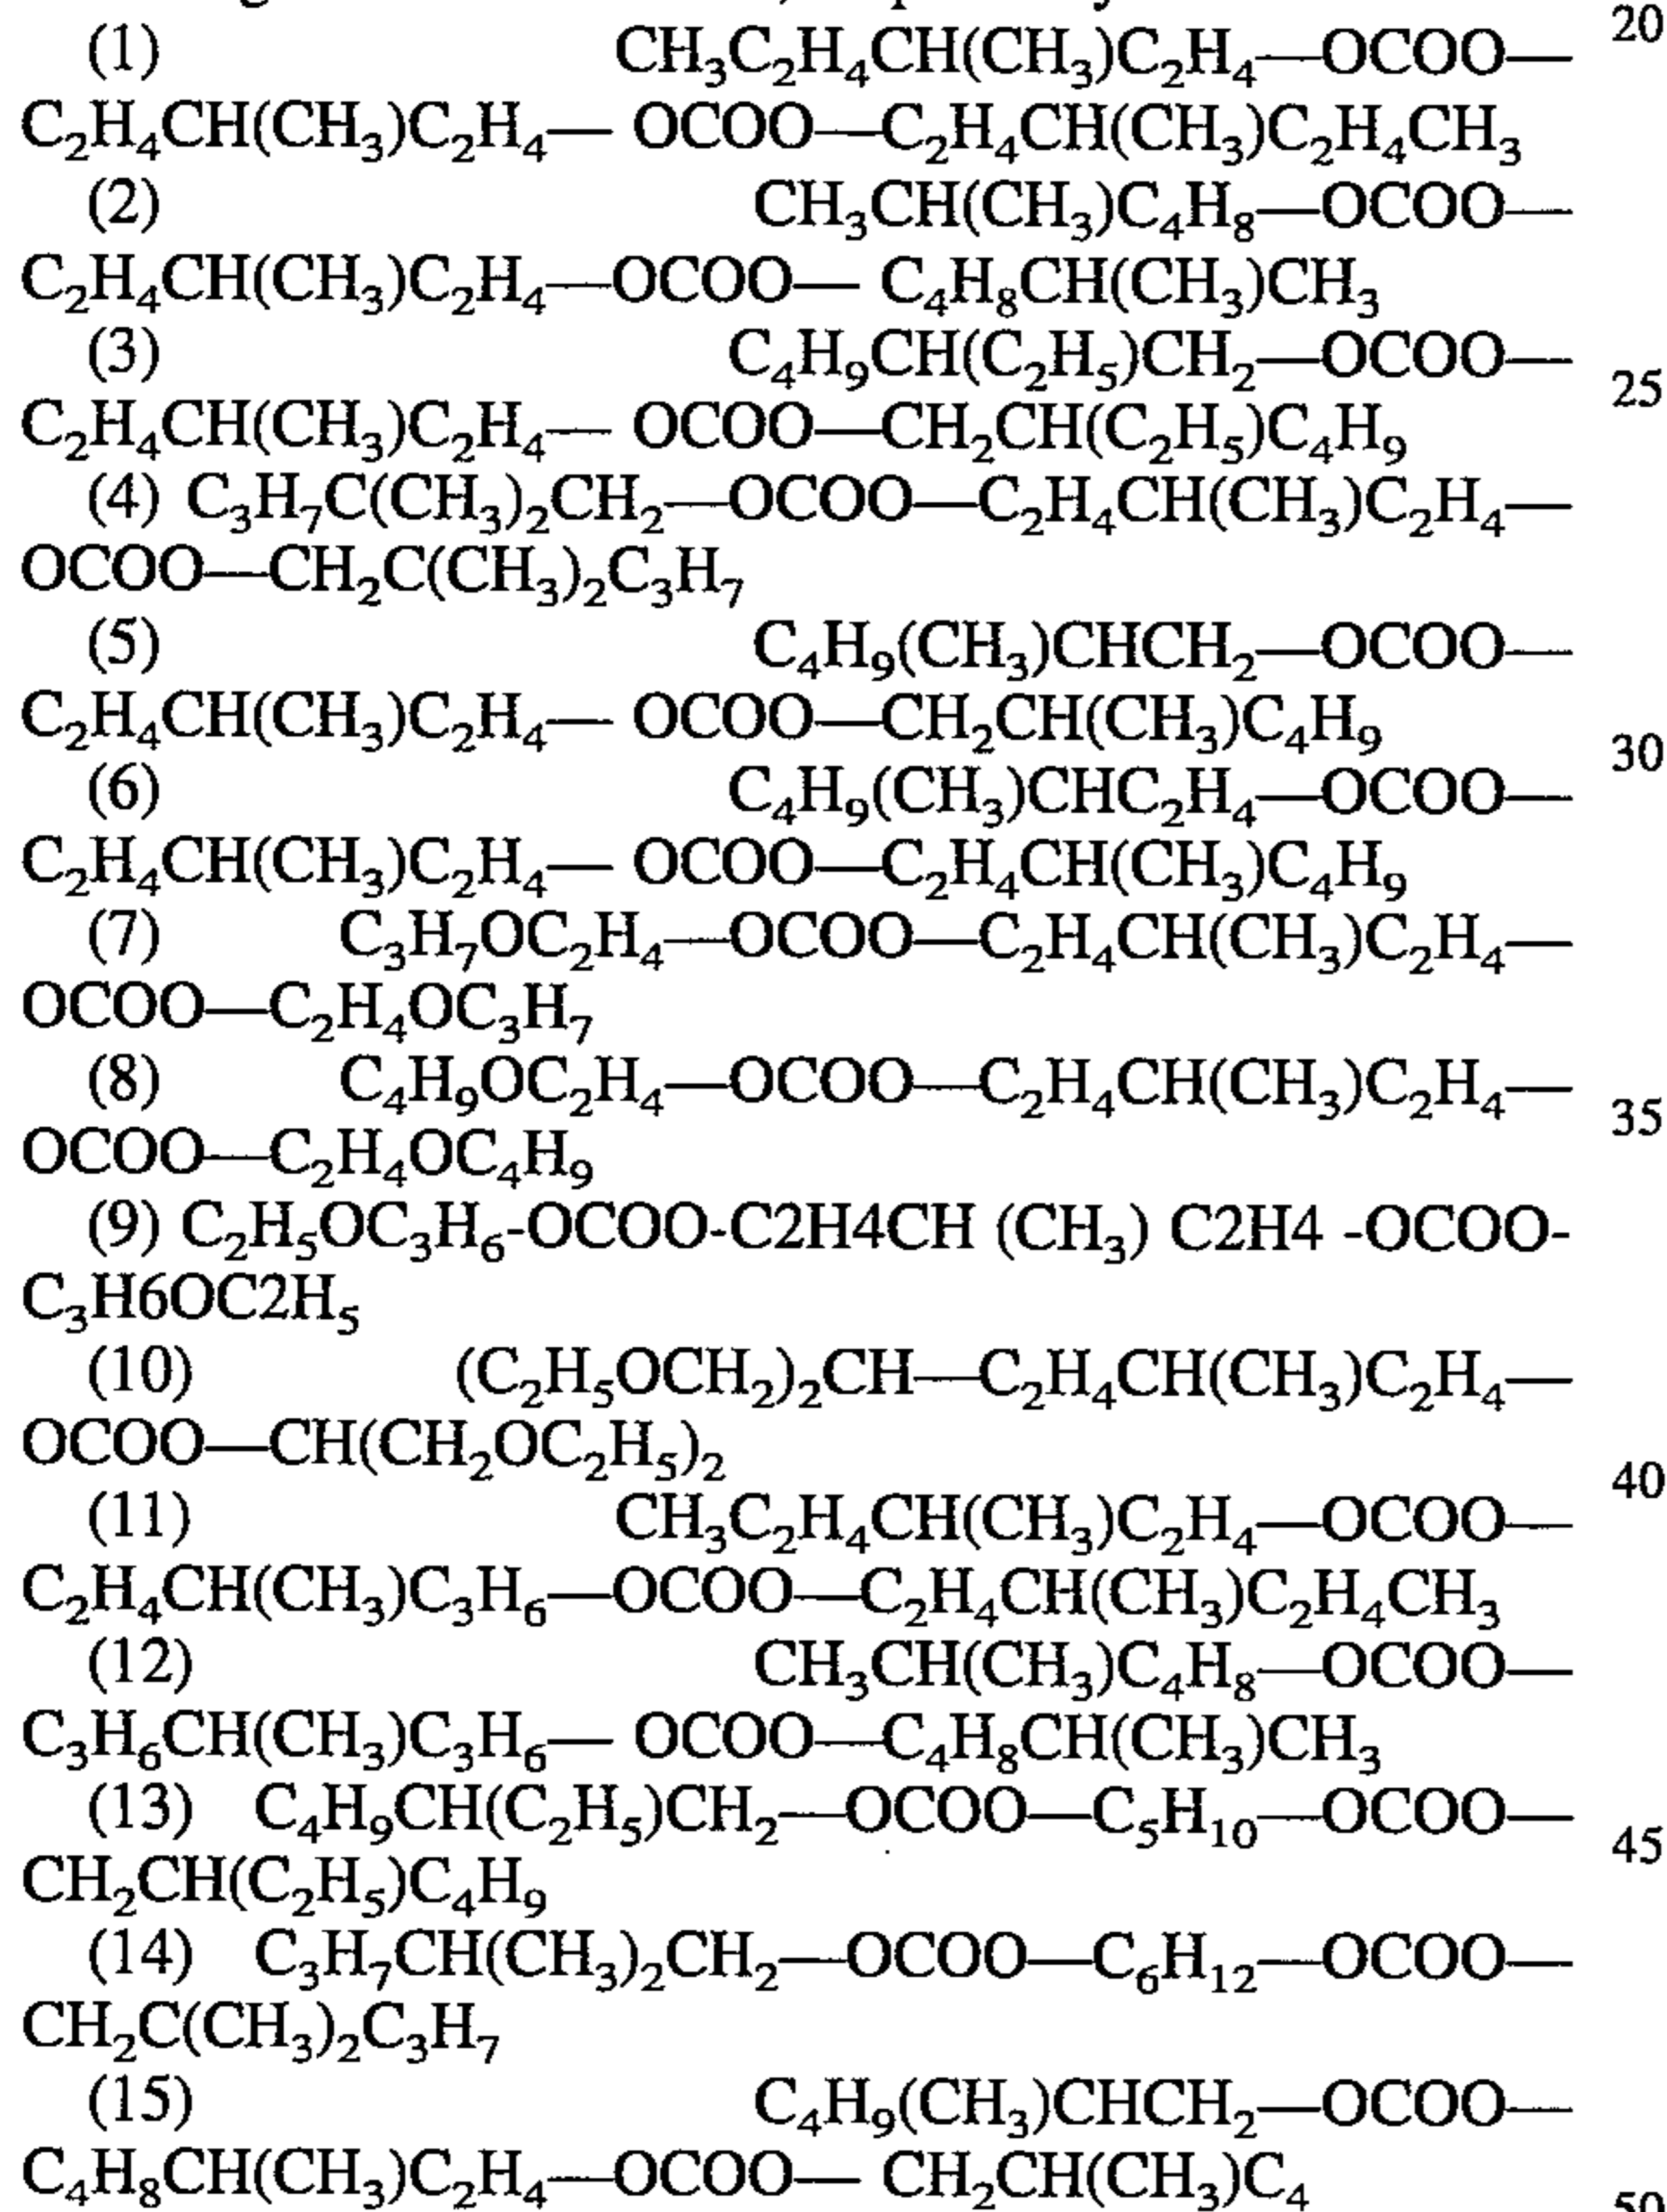 (1) CH₃C₂H₄CH(CH₃)C₂H₄—OCOO— 20
C₂H₄CH(CH₃)C₂H₄— OCOO—C₂H₄CH(CH₃)C₂H₄CH₃
(2) CH₃CH(CH₃)C₄H₈—OCOO—
C₂H₄CH(CH₃)C₂H₄—OCOO— C₄H₈CH(CH₃)CH₃
(3) C₄H₉CH(C₂H₅)CH₂—OCOO— 25
C₂H₄CH(CH₃)C₂H₄— OCOO—CH₂CH(C₂H₅)C₄H₉
(4) C₃H₇C(CH₃)₂CH₂—OCOO—C₂H₄CH(CH₃)C₂H₄—
OCOO—CH₂C(CH₃)₂C₃H₇
(5) C₄H₉(CH₃)CHCH₂—OCOO—
C₂H₄CH(CH₃)C₂H₄— OCOO—CH₂CH(CH₃)C₄H₉ 30
(6) C₄H₉(CH₃)CHC₂H₄—OCOO—
C₂H₄CH(CH₃)C₂H₄— OCOO—C₂H₄CH(CH₃)C₄H₉
(7) C₃H₇OC₂H₄—OCOO—C₂H₄CH(CH₃)C₂H₄—
OCOO—C₂H₄OC₃H₇
(8) C₄H₉OC₂H₄—OCOO—C₂H₄CH(CH₃)C₂H₄— 35
OCOO—C₂H₄OC₄H₉
(9) C₂H₅OC₃H₆-OCOO-C2H4CH (CH₃) C2H4 -OCOO-
C₃H6OC2H₅
(10) (C₂H₅OCH₂)₂CH—C₂H₄CH(CH₃)C₂H₄—
OCOO—CH(CH₂OC₂H₅)₂ 40
(11) CH₃C₂H₄CH(CH₃)C₂H₄—OCOO—
C₂H₄CH(CH₃)C₃H₆—OCOO—C₂H₄CH(CH₃)C₂H₄CH₃
(12) CH₃CH(CH₃)C₄H₈—OCOO—
C₃H₆CH(CH₃)C₃H₆— OCOO—C₄H₈CH(CH₃)CH₃
(13) C₄H₉CH(C₂H₅)CH₂—OCOO—C₅H₁₀—OCOO— 45
CH₂CH(C₂H₅)C₄H₉
(14) C₃H₇CH(CH₃)₂CH₂—OCOO—C₆H₁₂—OCOO—
CH₂C(CH₃)₂C₃H₇
(15) C₄H₉(CH₃)CHCH₂—OCOO—
C₄H₈CH(CH₃)C₂H₄—OCOO— CH₂CH(CH₃)C₄ 50